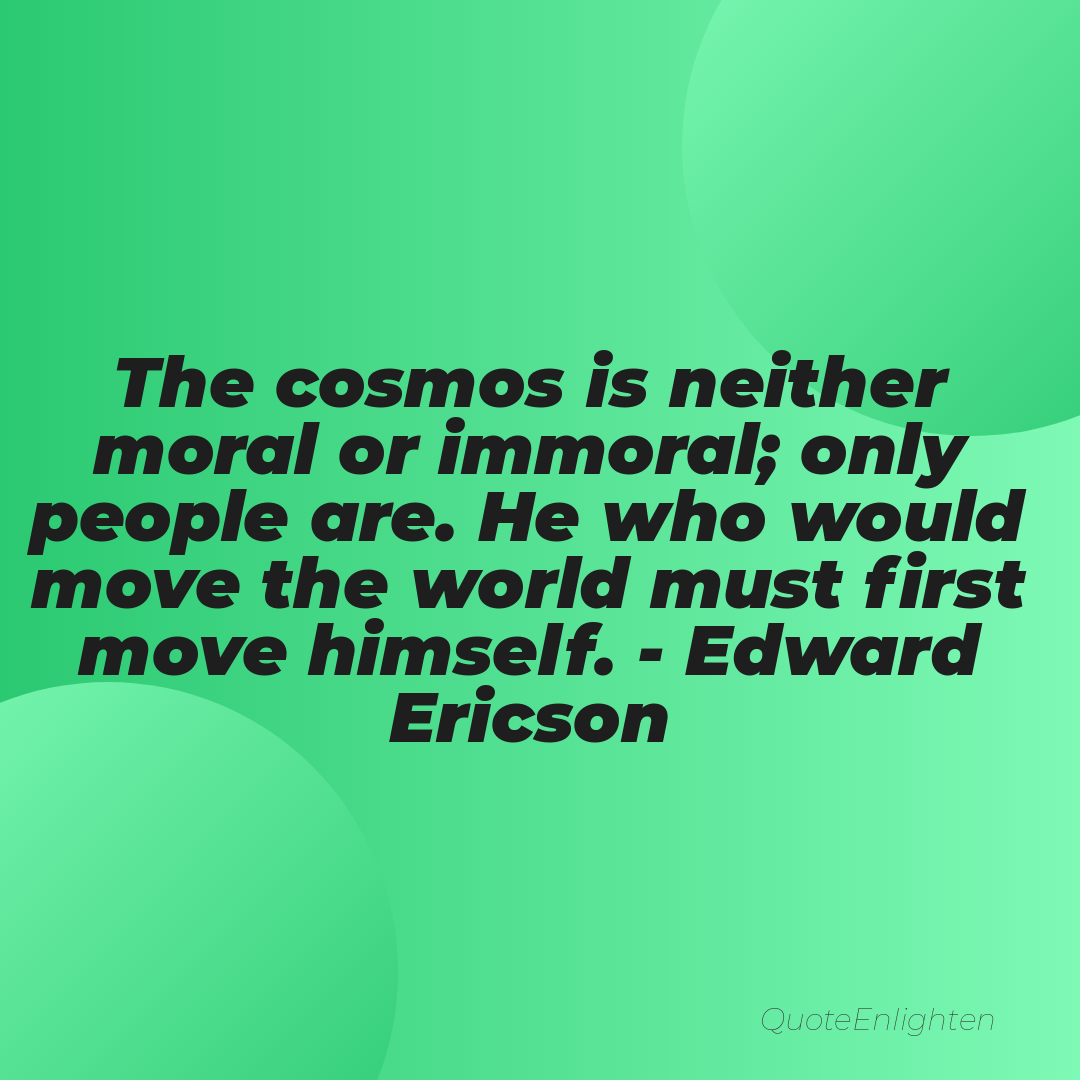 The cosmos is neither
moral or immoral; only
people are. He who would
move the world must first
move himself. - Edward
Ericson
QuoteEnlighten